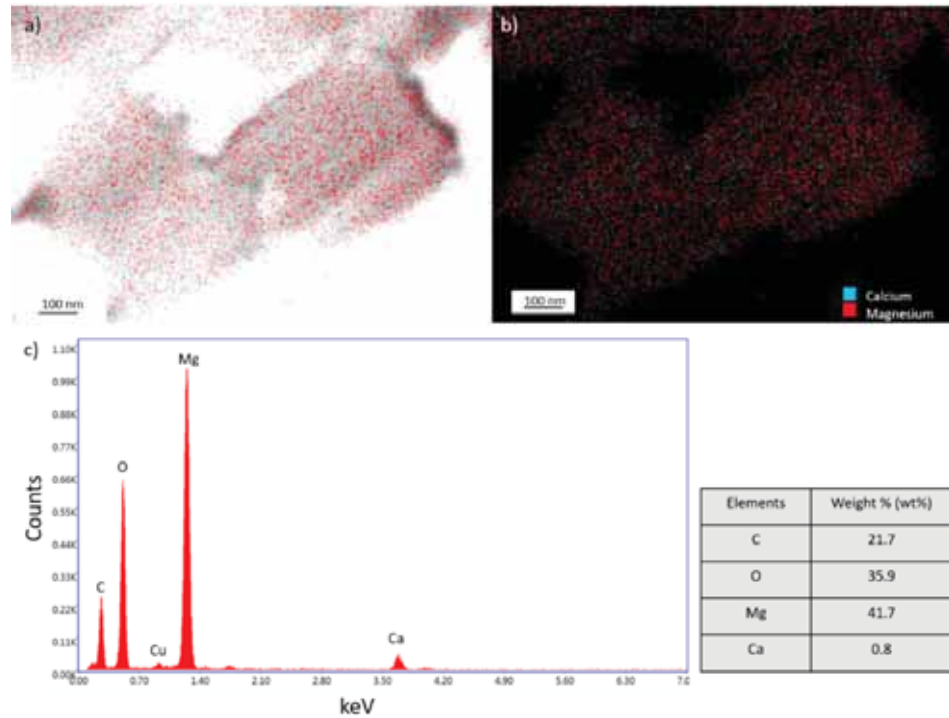 a)
100 nm
b)
100 nm
Calcium
Magnesium
c)
Counts
1.10K
0.99K
0.88K
0.77K
0.66K
0.55K
0.44K
0.33K
0.22K
0.11K
0.00K
C
O
Cu
Mg
Ca
0.00 0.70 1.40 2.10 2.80 3.50 4.20 4.90 5.60 6.30 7.0
keV
Elements Weight % (wt%)
C 21.7
O 35.9
Mg 41.7
Ca 0.8